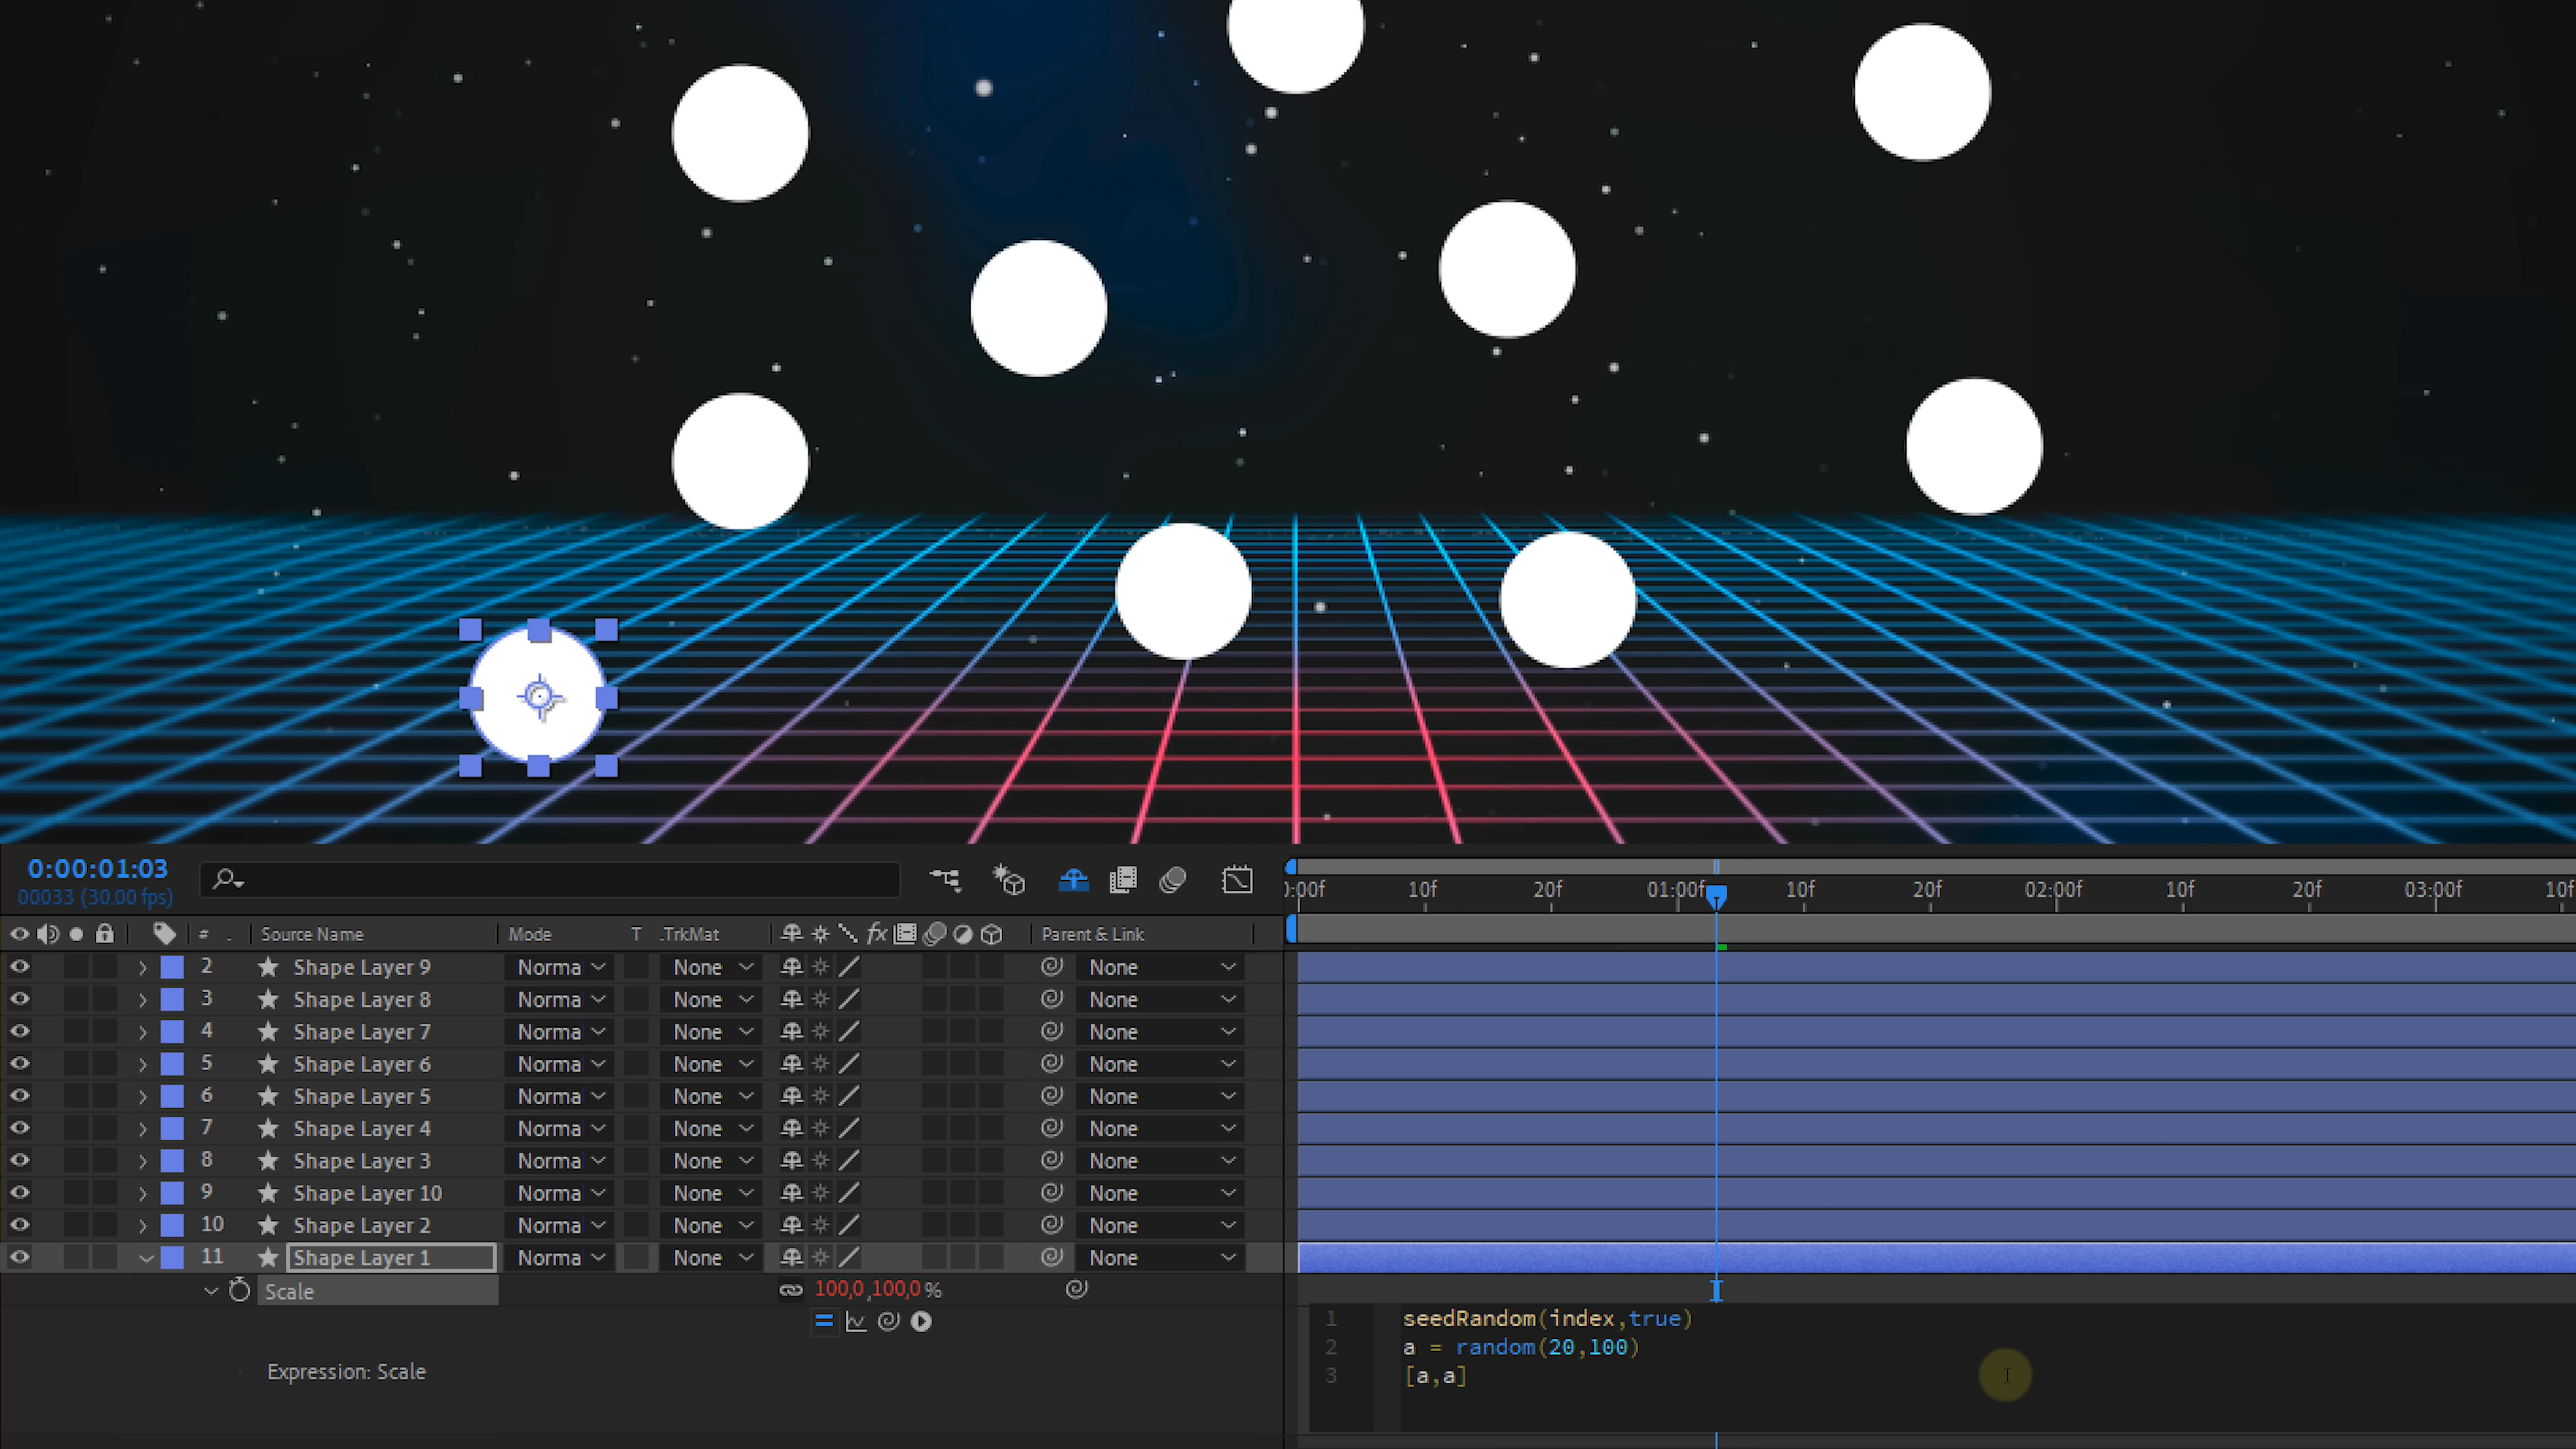 0:00:01:03
00033 (30.00 fps)
:00f 10f 20f 01:00f 10f 20f 02:00f 10f 20f 03:00f 10f
# . Source Name Mode T .TrkMat fx Parent & Link
2 Shape Layer 9 Norma None None
3 Shape Layer 8 Norma None None
4 Shape Layer 7 Norma None None
5 Shape Layer 6 Norma None None
6 Shape Layer 5 Norma None None
7 Shape Layer 4 Norma None None
8 Shape Layer 3 Norma None None
9 Shape Layer 10 Norma None None
10 Shape Layer 2 Norma None None
11 Shape Layer 1 Norma None None
Scale 100,0,100,0 %
Expression: Scale
1 seedRandom(index,true)
2 a = random(20,100)
3 [a,a]